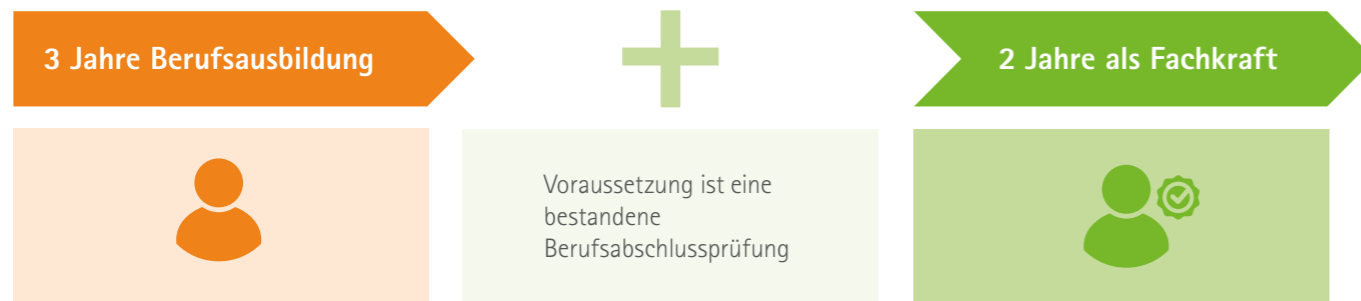 3 Jahre Berufsausbildung
2 Jahre als Fachkraft
Voraussetzung ist eine
bestandene
Berufsabschlussprüfung